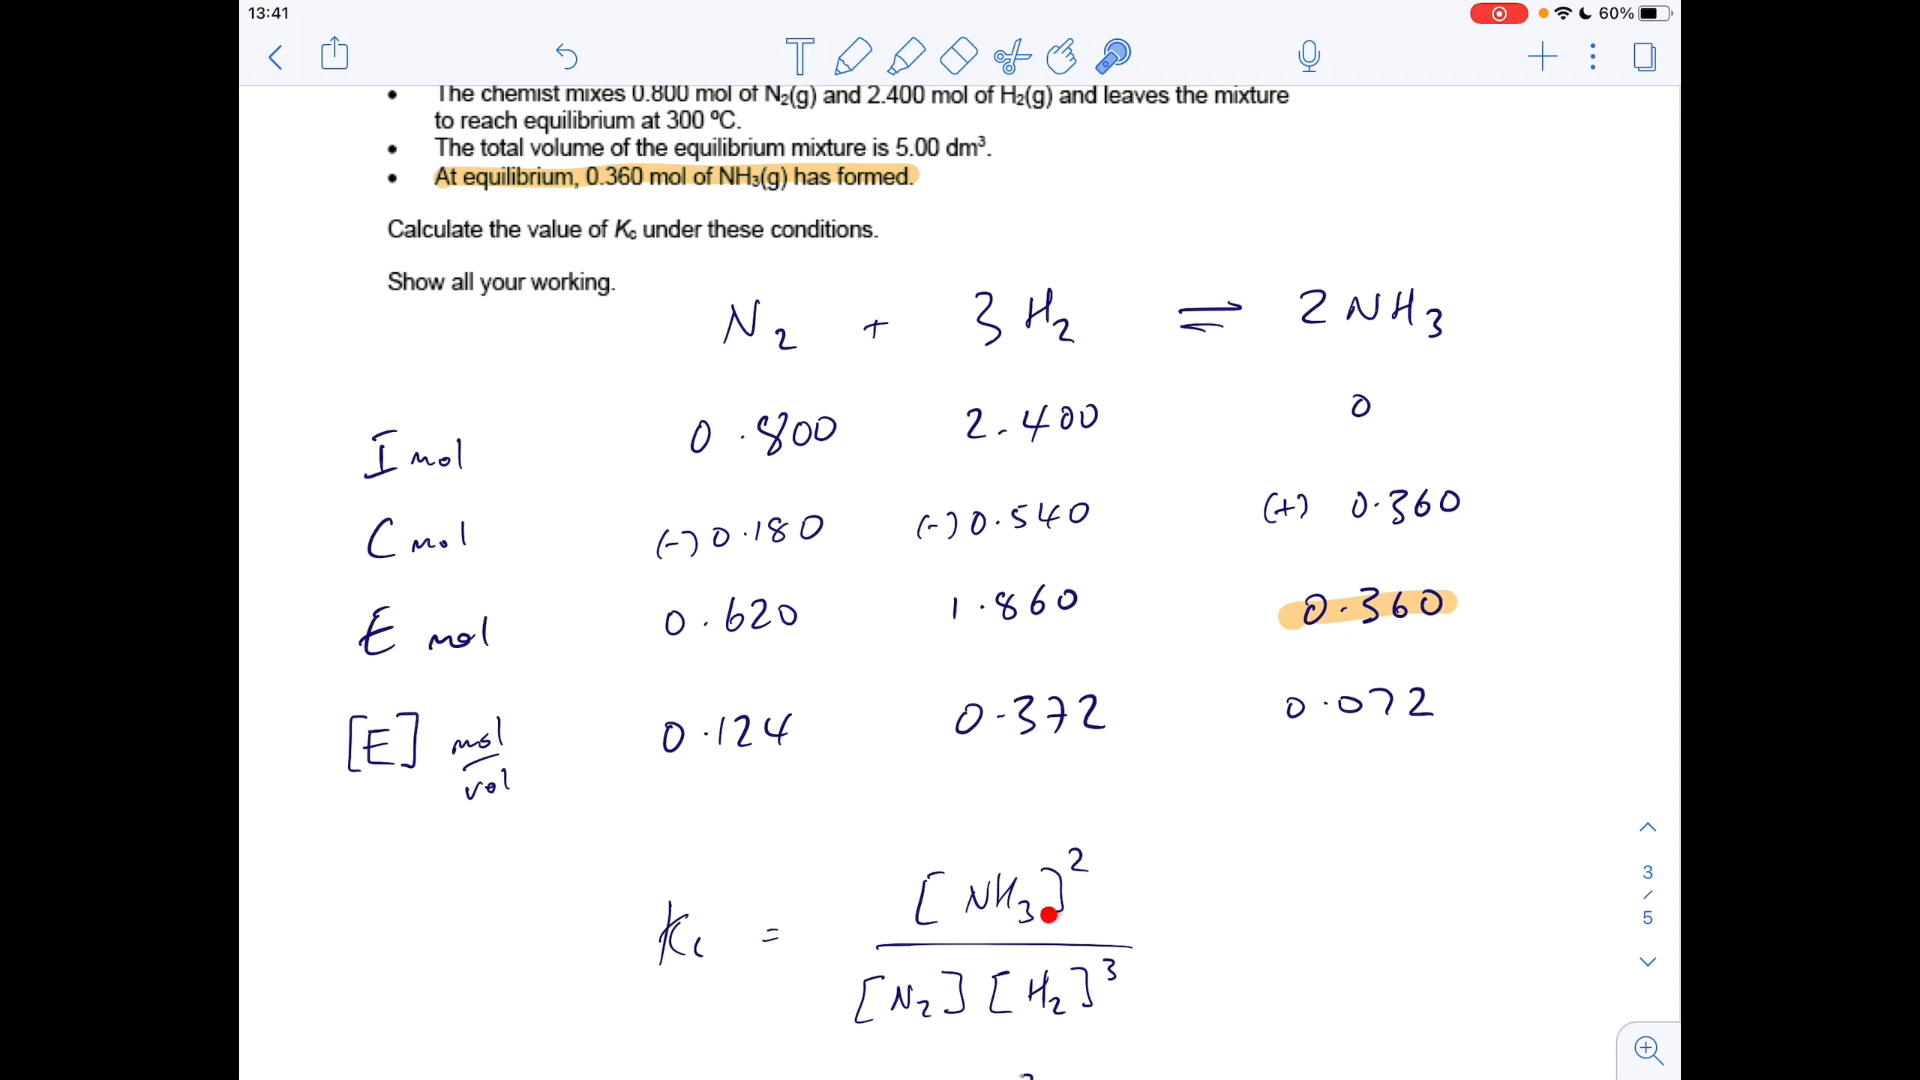 13:41
60%
T
• The chemist mixes 0.800 mol of N₂(g) and 2.400 mol of H₂(g) and leaves the mixture
to reach equilibrium at 300 ºC.
• The total volume of the equilibrium mixture is 5.00 dm³.
• At equilibrium, 0.360 mol of NH₃(g) has formed.
Calculate the value of Kc under these conditions.
Show all your working.
N₂ + 3H₂ ⇌ 2NH₃
I mol 0.800 2.400 0
C mol (-)0.180 (-)0.540 (+) 0.360
E mol 0.620 1.860 0.360
[E] mol/vol 0.124 0.372 0.072
Kc = [NH₃]² / [N₂][H₂]³
3
/
5